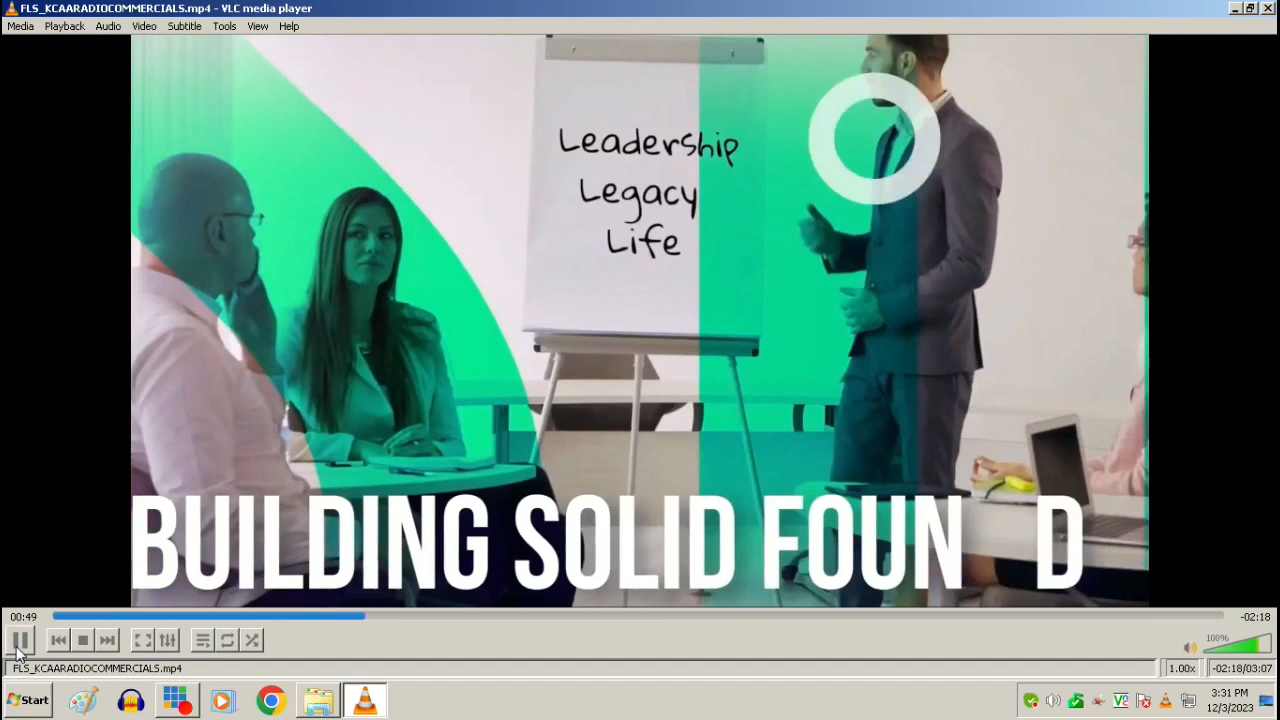 FLS_KCAARADIOCOMMERCIALS.mp4 - VLC media player
Media Playback Audio Video Subtitle Tools View Help
Leadership
Legacy
Life
BUILDING SOLID FOUN D
00:49
-02:18
100%
FLS_KCAARADIOCOMMERCIALS.mp4
1.00x
-02:18/03:07
Start
3:31 PM
12/3/2023